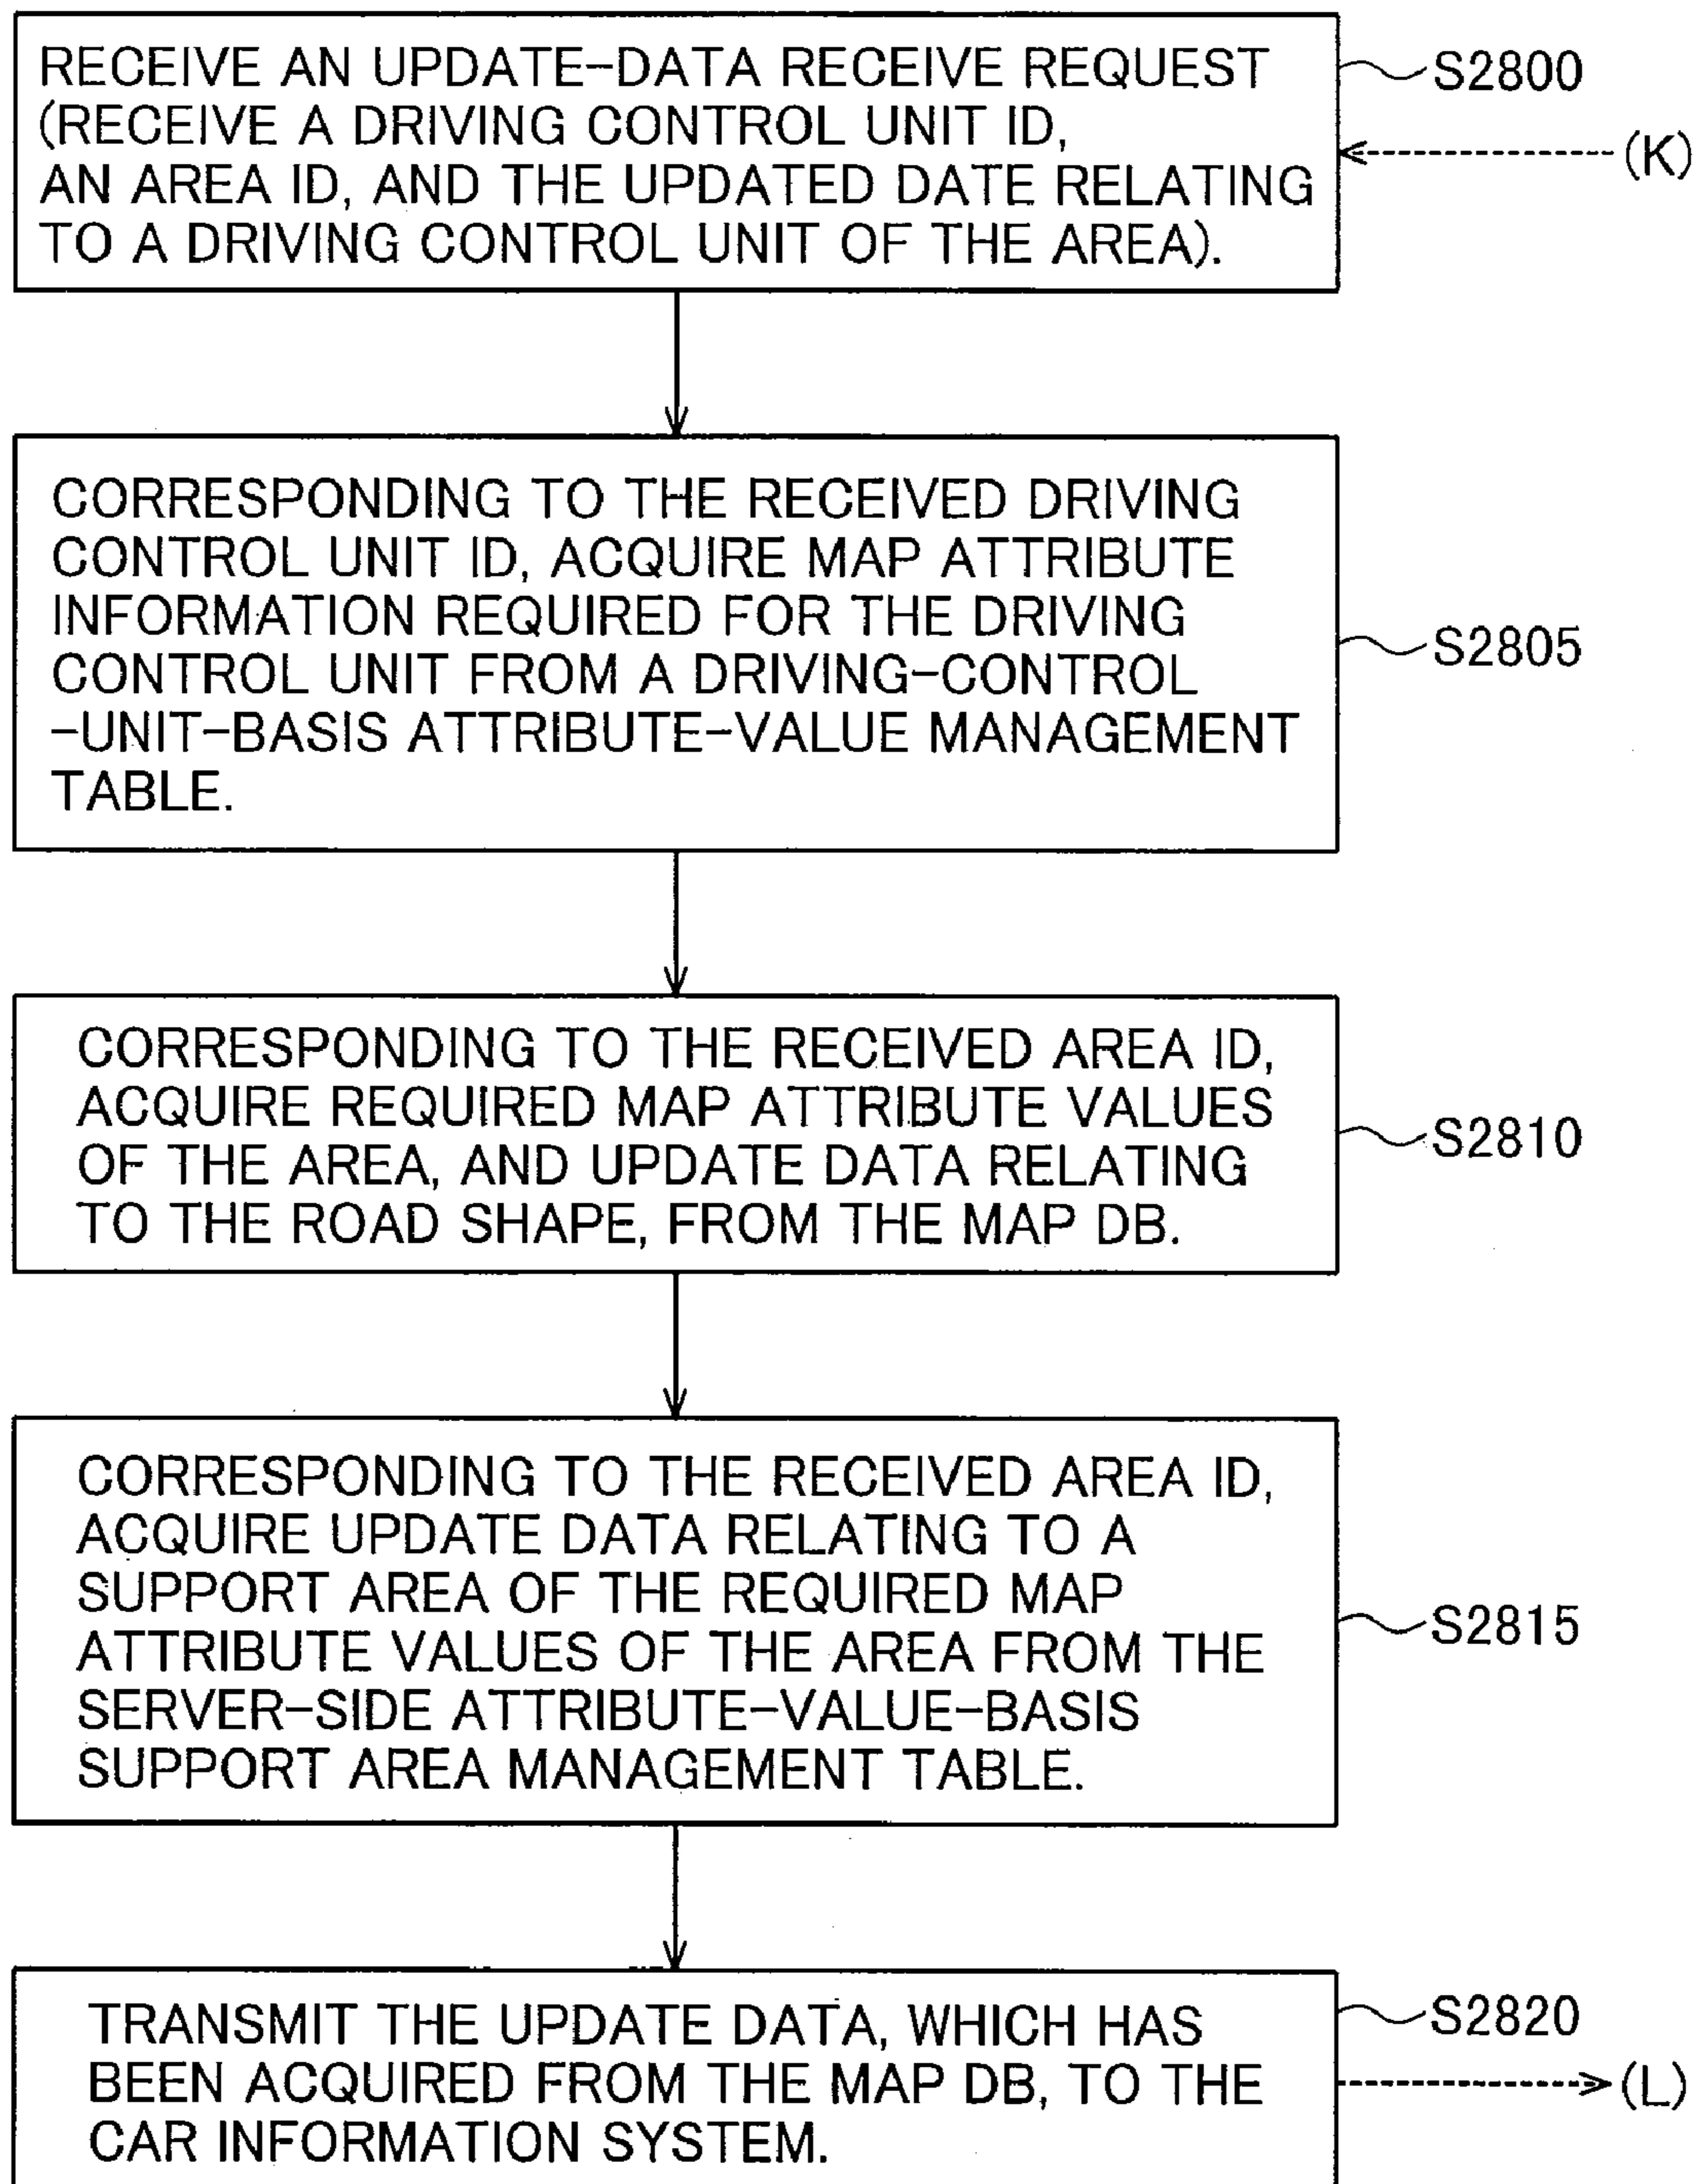 RECEIVE AN UPDATE-DATA RECEIVE REQUEST
(RECEIVE A DRIVING CONTROL UNIT ID,
AN AREA ID, AND THE UPDATED DATE RELATING
TO A DRIVING CONTROL UNIT OF THE AREA).
S2800
(K)
CORRESPONDING TO THE RECEIVED DRIVING
CONTROL UNIT ID, ACQUIRE MAP ATTRIBUTE
INFORMATION REQUIRED FOR THE DRIVING
CONTROL UNIT FROM A DRIVING-CONTROL
-UNIT-BASIS ATTRIBUTE-VALUE MANAGEMENT
TABLE.
S2805
CORRESPONDING TO THE RECEIVED AREA ID,
ACQUIRE REQUIRED MAP ATTRIBUTE VALUES
OF THE AREA, AND UPDATE DATA RELATING
TO THE ROAD SHAPE, FROM THE MAP DB.
S2810
CORRESPONDING TO THE RECEIVED AREA ID,
ACQUIRE UPDATE DATA RELATING TO A
SUPPORT AREA OF THE REQUIRED MAP
ATTRIBUTE VALUES OF THE AREA FROM THE
SERVER-SIDE ATTRIBUTE-VALUE-BASIS
SUPPORT AREA MANAGEMENT TABLE.
S2815
TRANSMIT THE UPDATE DATA, WHICH HAS
BEEN ACQUIRED FROM THE MAP DB, TO THE
CAR INFORMATION SYSTEM.
S2820
(L)